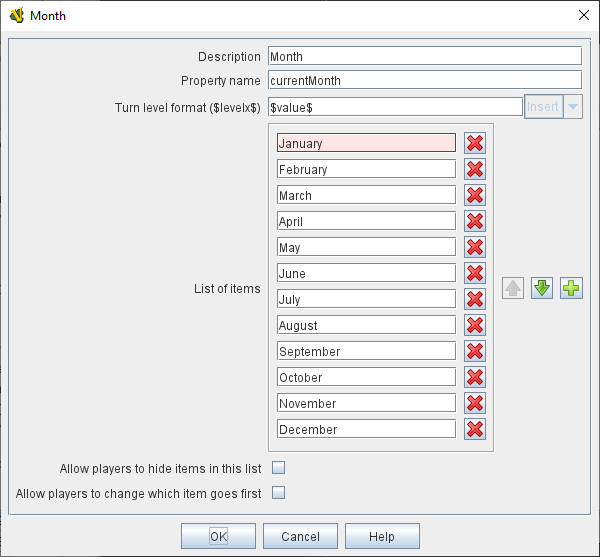 Month
Description Month
Property name currentMonth
Turn level format ($levelx$) $value$ Insert
January
February
March
April
May
List of items June
July
August
September
October
November
December
Allow players to hide items in this list
Allow players to change which item goes first
OK Cancel Help